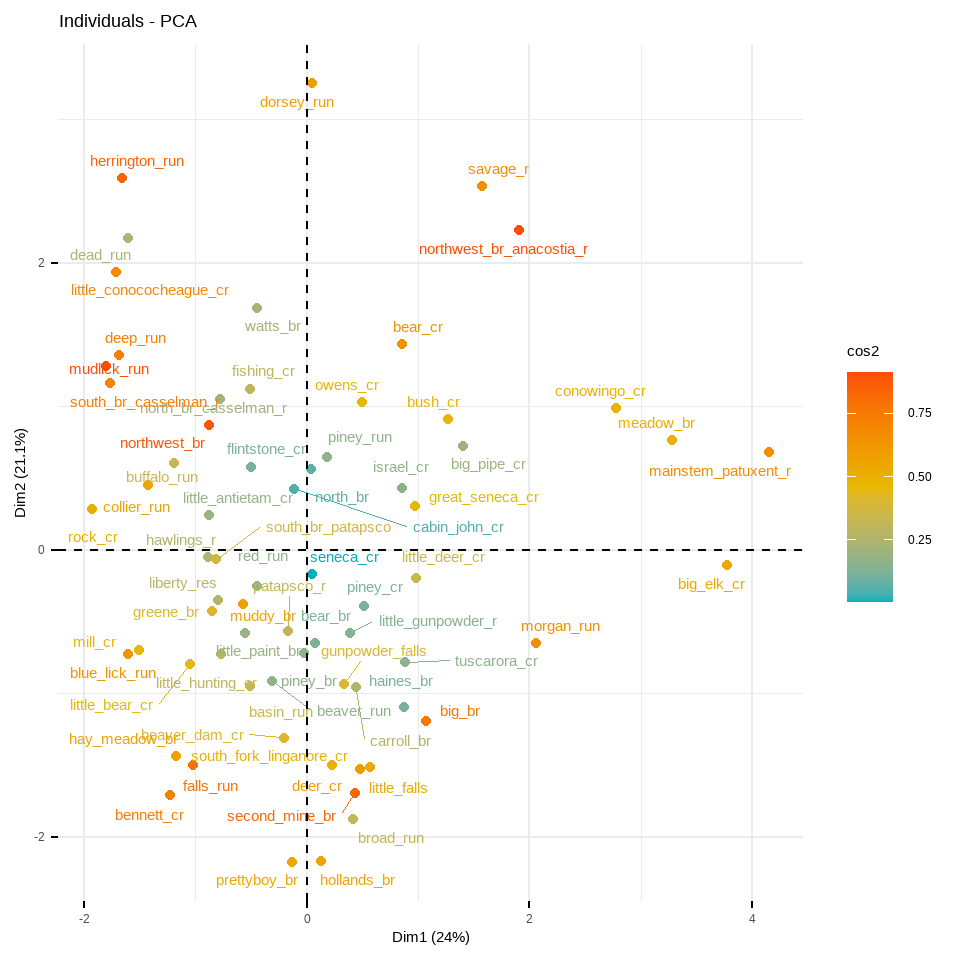 Individuals - PCA
dorsey_run
herrington_run
savage_r
northwest_br_anacostia_r
dead_run
little_conococheague_cr
watts_br
bear_cr
deep_run
mudlick_run
fishing_cr
owens_cr
conowingo_cr
south_br_casselman_r
north_br_casselman_r
bush_cr
meadow_br
northwest_br
flintstone_cr
piney_run
israel_cr
big_pipe_cr
mainstem_patuxent_r
buffalo_run
little_antietam_cr
north_br
great_seneca_cr
collier_run
south_br_patapsco
cabin_john_cr
rock_cr
hawlings_r
red_run
seneca_cr
little_deer_cr
liberty_res
patapsco_r
piney_cr
big_elk_cr
greene_br
muddy_br
bear_br
little_gunpowder_r
morgan_run
mill_cr
little_paint_br
gunpowder_falls
tuscarora_cr
blue_lick_run
little_hunting_cr
piney_br
haines_br
little_bear_cr
basin_run
beaver_run
big_br
hay_meadow_br
beaver_dam_cr
carroll_br
south_fork_linganore_cr
falls_run
deer_cr
little_falls
bennett_cr
second_mine_br
broad_run
prettyboy_br
hollands_br
2
0
-2
-2
0
2
4
Dim1 (24%)
Dim2 (21.1%)
cos2
0.75
0.50
0.25